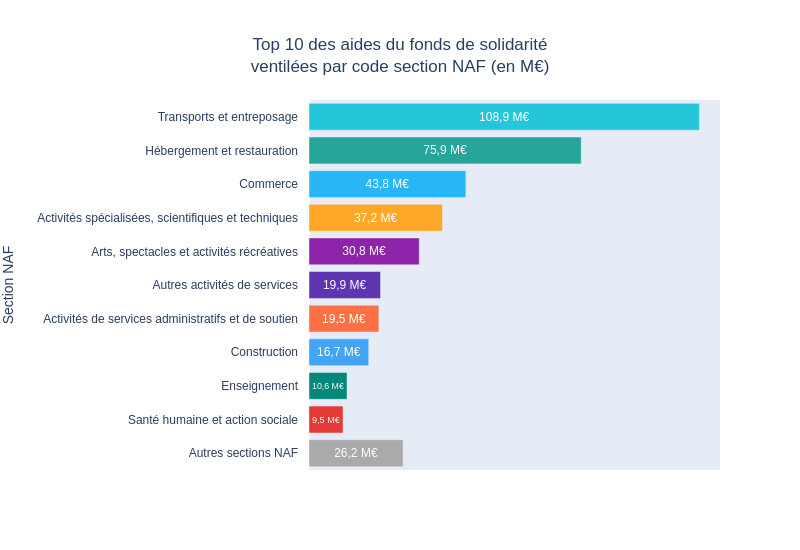 Top 10 des aides du fonds de solidarité
ventilées par code section NAF (en M€)
Section NAF
Transports et entreposage 108,9 M€
Hébergement et restauration 75,9 M€
Commerce 43,8 M€
Activités spécialisées, scientifiques et techniques 37,2 M€
Arts, spectacles et activités récréatives 30,8 M€
Autres activités de services 19,9 M€
Activités de services administratifs et de soutien 19,5 M€
Construction 16,7 M€
Enseignement 10,6 M€
Santé humaine et action sociale 9,5 M€
Autres sections NAF 26,2 M€